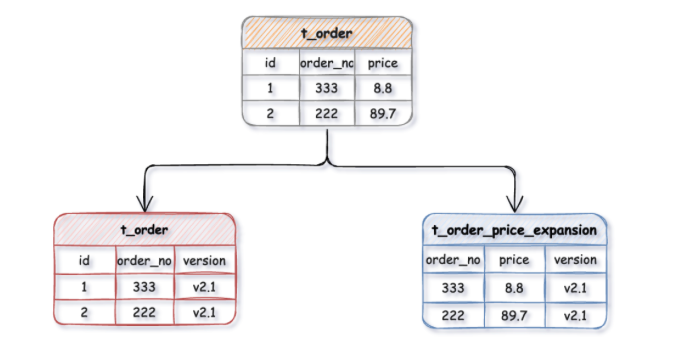 t_order
id order_no price
1 333 8.8
2 222 89.7
t_order
id order_no version
1 333 v2.1
2 222 v2.1
t_order_price_expansion
order_no price version
333 8.8 v2.1
222 89.7 v2.1